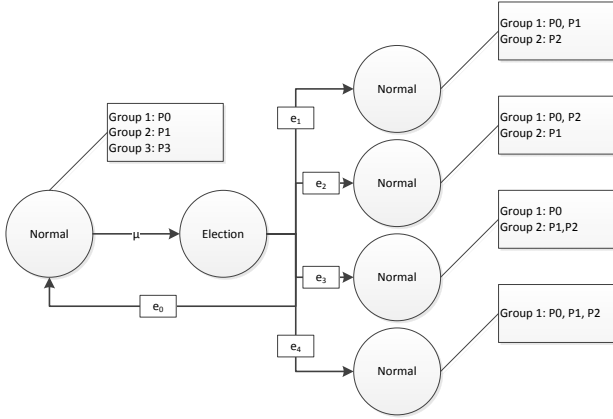 Group 1: P0, P1
Group 2: P2
Normal
e1
Group 1: P0
Group 2: P1
Group 3: P3
Group 1: P0, P2
Group 2: P1
Normal
e2
Normal
μ
Election
Group 1: P0
Group 2: P1,P2
Normal
e3
e0
Group 1: P0, P1, P2
e4
Normal